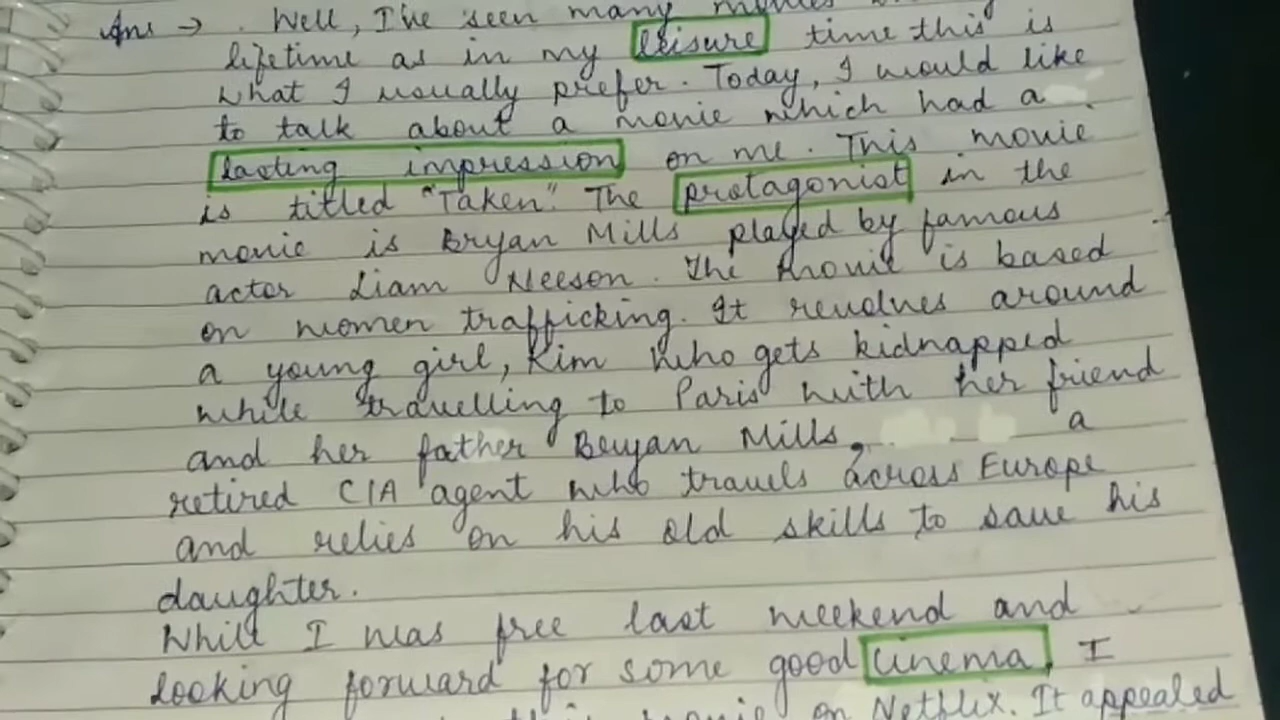 Ans → . Well, I've seen many movies
lifetime as in my leisure time this is
what I usually prefer. Today, I would like
to talk about a movie which had a
lasting impression on me. This movie
is titled "Taken". The protagonist in the
movie is Bryan Mills played by famous
actor Liam Neeson. The movie is based
on women trafficking. It revolves around
a young girl, Kim who gets kidnapped
while travelling to Paris with her friend
and her father Bryan Mills, a
retired CIA agent who travels across Europe
and relies on his old skills to save his
daughter.
While I was free last weekend and
looking forward for some good cinema, I
movie on Netflix. It appealed